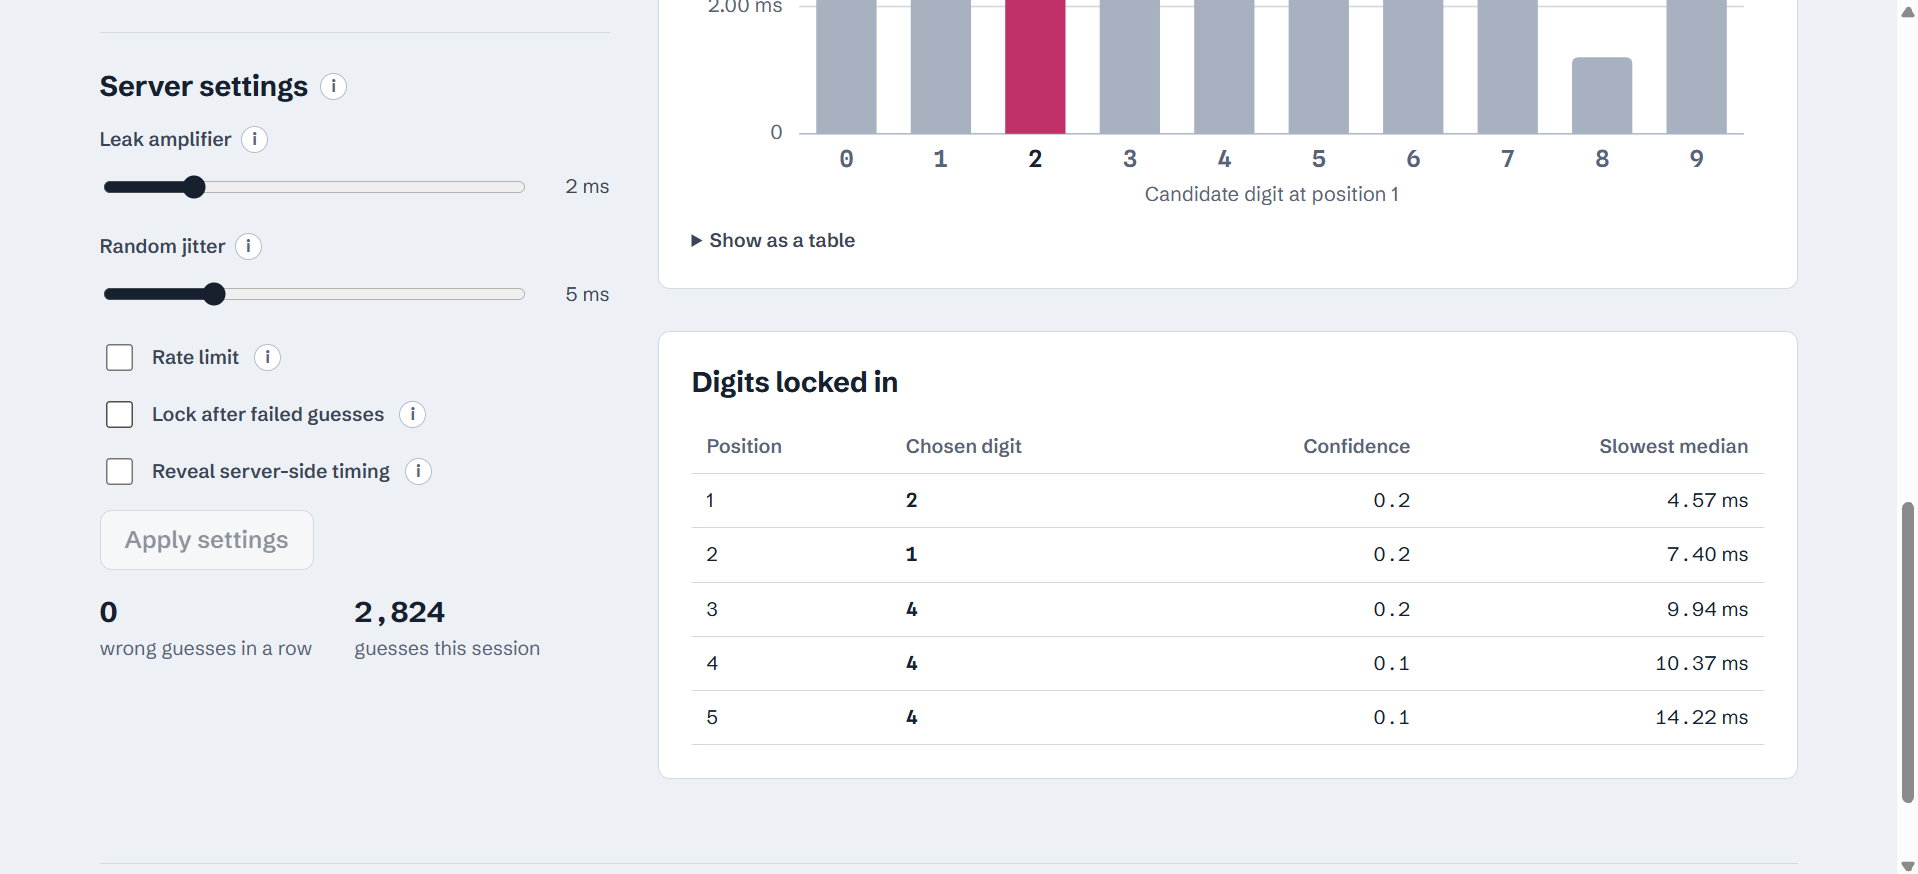 Server settings i
Leak amplifier i
2 ms
Random jitter i
5 ms
Rate limit i
Lock after failed guesses i
Reveal server-side timing i
Apply settings
0
wrong guesses in a row
2,824
guesses this session
2.00 ms
0
0 1 2 3 4 5 6 7 8 9
Candidate digit at position 1
Show as a table
Digits locked in
Position Chosen digit Confidence Slowest median
1 2 0.2 4.57 ms
2 1 0.2 7.40 ms
3 4 0.2 9.94 ms
4 4 0.1 10.37 ms
5 4 0.1 14.22 ms